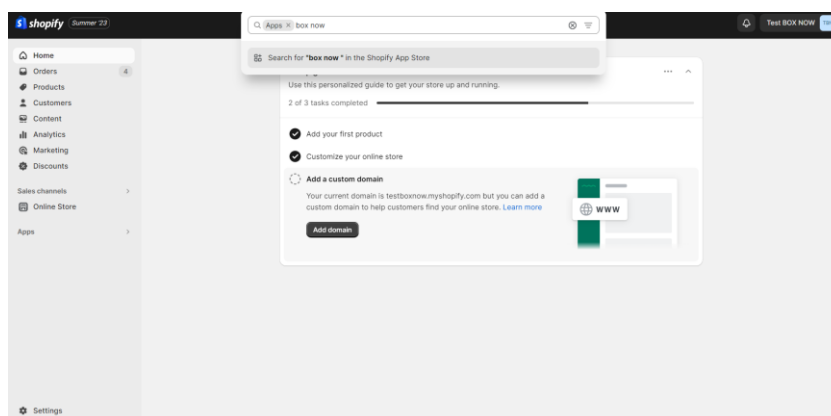 shopify Summer '23
Apps × box now
Test BOX NOW
Search for "box now " in the Shopify App Store
Home
Orders 4
Products
Customers
Content
Analytics
Marketing
Discounts
Sales channels
Online Store
Apps
Settings
Use this personalized guide to get your store up and running.
2 of 3 tasks completed
Add your first product
Customize your online store
Add a custom domain
Your current domain is testboxnow.myshopify.com but you can add a
custom domain to help customers find your online store. Learn more
Add domain
www